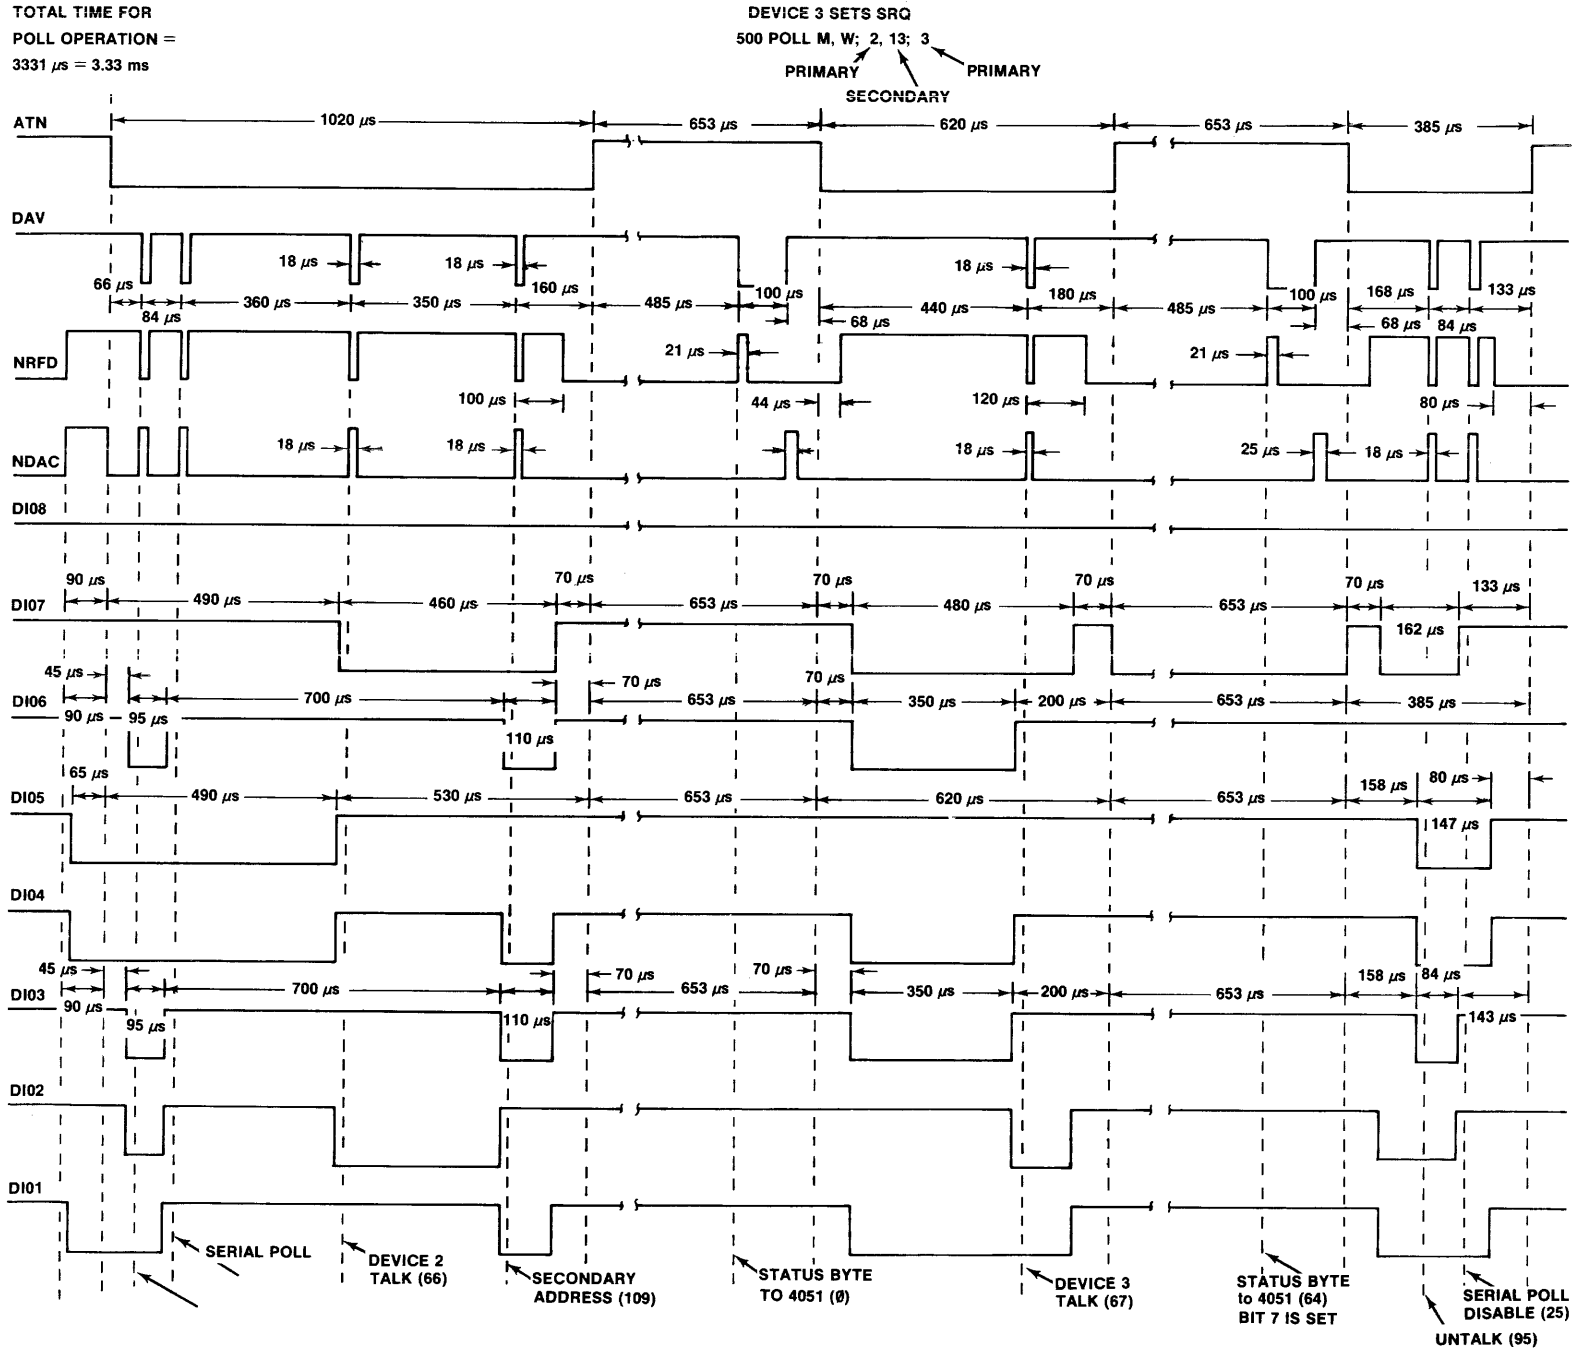 TOTAL TIME FOR
POLL OPERATION =
3331 µs = 3.33 ms
DEVICE 3 SETS SRQ
500 POLL M, W; 2, 13; 3
PRIMARY PRIMARY
SECONDARY
ATN 1020 µs 653 µs 620 µs 653 µs 385 µs
DAV
18 µs 18 µs 18 µs
66 µs 160 µs 100 µs 180 µs 100 µs 168 µs 133 µs
360 µs 350 µs 485 µs 440 µs 485 µs
84 µs 68 µs 68 µs 84 µs
NRFD 21 µs 21 µs
100 µs 44 µs 120 µs 80 µs
NDAC 18 µs 18 µs 18 µs 25 µs 18 µs
DI08
90 µs 70 µs 70 µs 70 µs 70 µs 133 µs
DI07 490 µs 460 µs 653 µs 480 µs 653 µs
162 µs
45 µs 70 µs 70 µs
DI06 700 µs 653 µs 350 µs 200 µs 653 µs 385 µs
90 µs 95 µs 110 µs
65 µs 80 µs
DI05 490 µs 530 µs 653 µs 620 µs 653 µs 158 µs
147 µs
DI04
45 µs 70 µs 70 µs 158 µs 84 µs
DI03 700 µs 653 µs 350 µs 200 µs 653 µs
90 µs 95 µs 110 µs 143 µs
DI02
DI01
SERIAL POLL
DEVICE 2
TALK (66)
SECONDARY
ADDRESS (109)
STATUS BYTE
TO 4051 (0)
DEVICE 3
TALK (67)
STATUS BYTE
to 4051 (64)
BIT 7 IS SET
SERIAL POLL
DISABLE (25)
UNTALK (95)